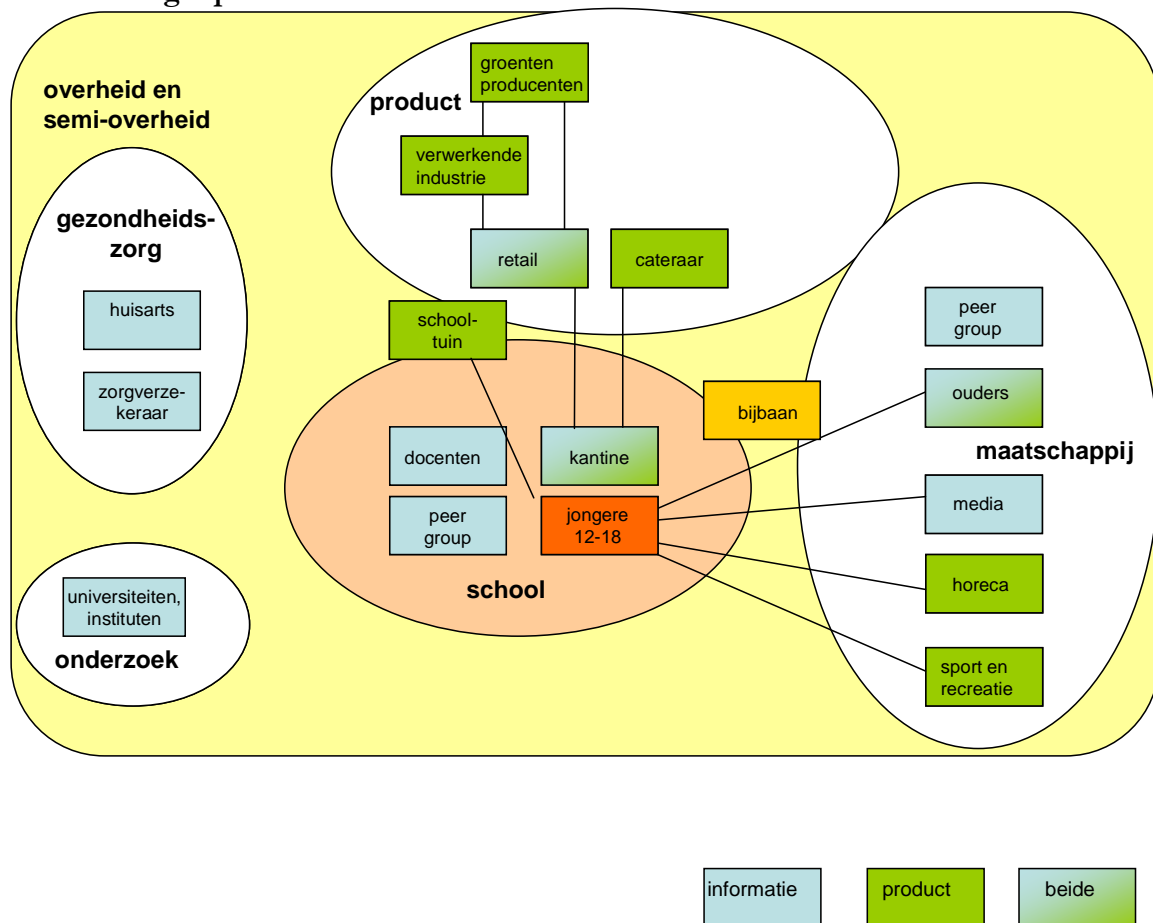 overheid en
semi-overheid
product
groenten
producenten
verwerkende
industrie
retail
cateraar
gezondheids-
zorg
huisarts
zorgverze-
keraar
school-
tuin
bijbaan
docenten
kantine
peer
group
jongere
12-18
school
peer
group
ouders
maatschappij
media
horeca
sport en
recreatie
universiteiten,
instituten
onderzoek
informatie
product
beide